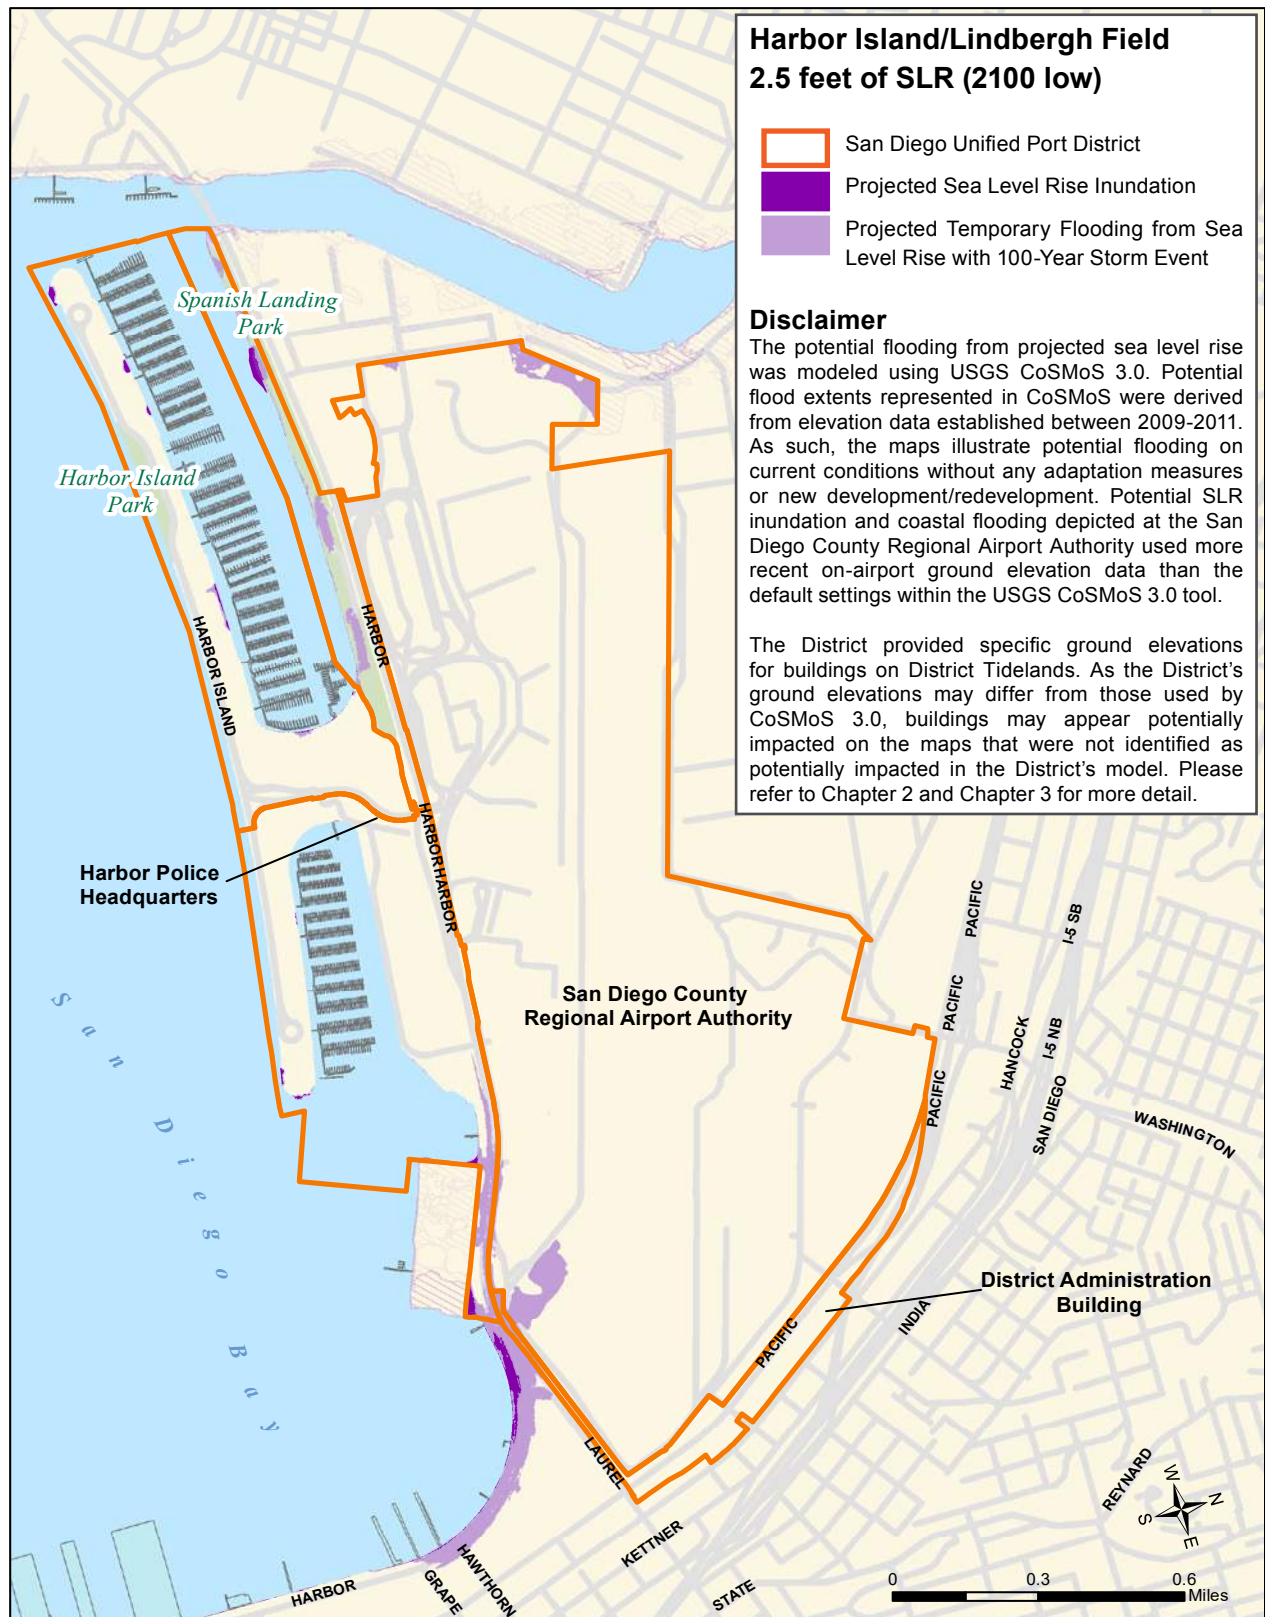 Harbor Island/Lindbergh Field
2.5 feet of SLR (2100 low)
San Diego Unified Port District
Projected Sea Level Rise Inundation
Projected Temporary Flooding from Sea
Level Rise with 100-Year Storm Event
Disclaimer
The potential flooding from projected sea level rise
was modeled using USGS CoSMoS 3.0. Potential
flood extents represented in CoSMoS were derived
from elevation data established between 2009-2011.
As such, the maps illustrate potential flooding on
current conditions without any adaptation measures
or new development/redevelopment. Potential SLR
inundation and coastal flooding depicted at the San
Diego County Regional Airport Authority used more
recent on-airport ground elevation data than the
default settings within the USGS CoSMoS 3.0 tool.
The District provided specific ground elevations
for buildings on District Tidelands. As the District's
ground elevations may differ from those used by
CoSMoS 3.0, buildings may appear potentially
impacted on the maps that were not identified as
potentially impacted in the District's model. Please
refer to Chapter 2 and Chapter 3 for more detail.
Spanish Landing
Park
Harbor Island
Park
HARBOR ISLAND
HARBOR
HARBOR
HARBOR
Harbor Police
Headquarters
San Diego County
Regional Airport Authority
San Diego Bay
PACIFIC
PACIFIC
PACIFIC
I-5 SB
I-5 NB
HANCOCK
SAN DIEGO
WASHINGTON
District Administration
Building
INDIA
PACIFIC
LAUREL
REYNARD
KETTNER
STATE
HAWTHORN
GRAPE
HARBOR
W
N
S
E
0 0.3 0.6
Miles